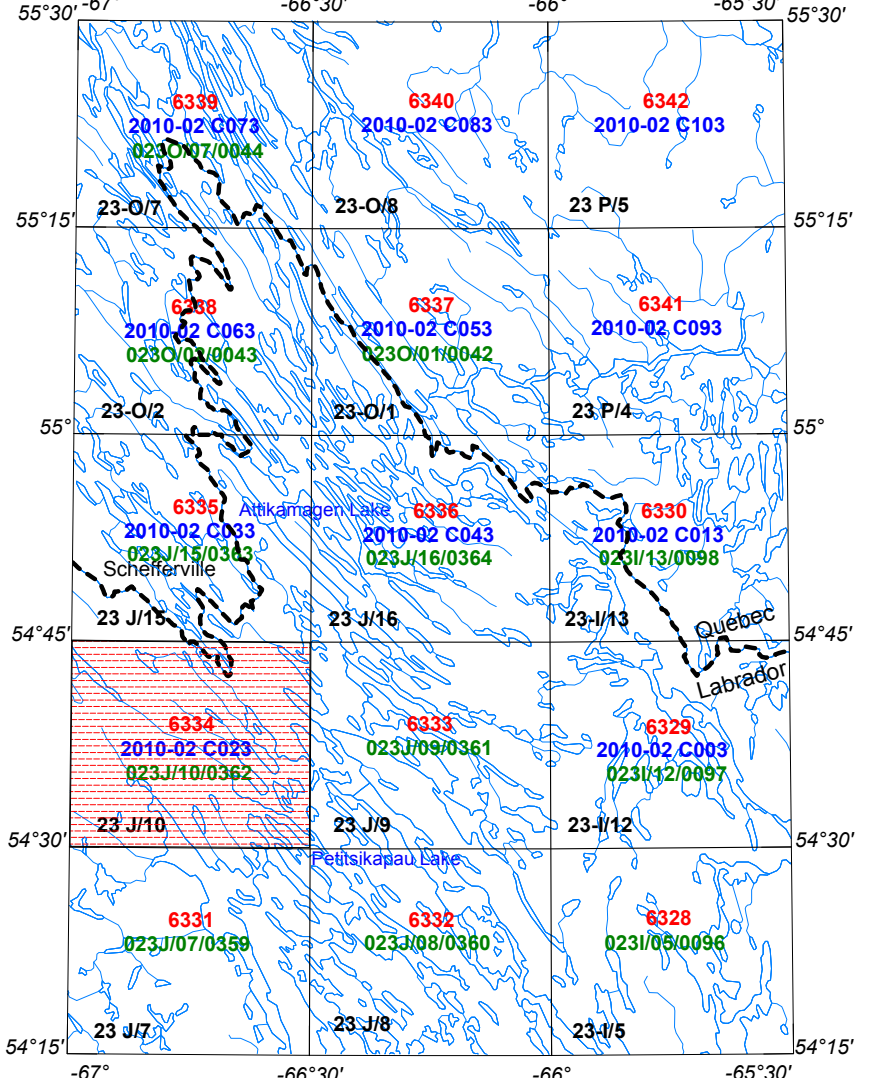 -67° -66°30' -66° -65°30'
55°30' 55°30'
6339
2010-02 C073
023O/07/0044
23-O/7
6340
2010-02 C083
23-O/8
6342
2010-02 C103
23 P/5
55°15' 55°15'
6338
2010-02 C063
023O/02/0043
23-O/2
6337
2010-02 C053
023O/01/0042
23-O/1
6341
2010-02 C093
23 P/4
55° 55°
6335
2010-02 C033
023J/15/0363
Schefferville
23 J/15
Attikamagen Lake
6336
2010-02 C043
023J/16/0364
23 J/16
6330
2010-02 C013
023I/13/0098
23-I/13
Québec
Labrador
54°45' 54°45'
6334
2010-02 C023
023J/10/0362
23 J/10
6333
023J/09/0361
23 J/9
6329
2010-02 C003
023I/12/0097
23-I/12
54°30' 54°30'
Petitsikapau Lake
6331
023J/07/0359
23 J/7
6332
023J/08/0360
23 J/8
6328
023I/05/0096
23-I/5
54°15' 54°15'
-67° -66°30' -66° -65°30'